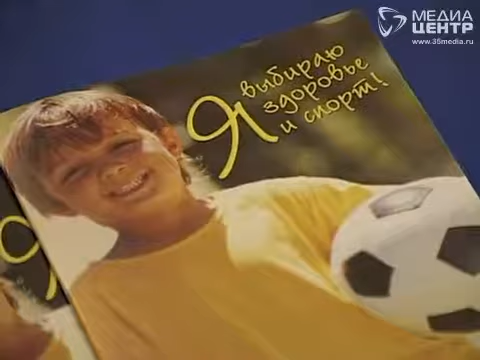 МЕДИА
ЦЕНТР
www.35media.ru
Я выбираю
здоровье
и спорт!
Я